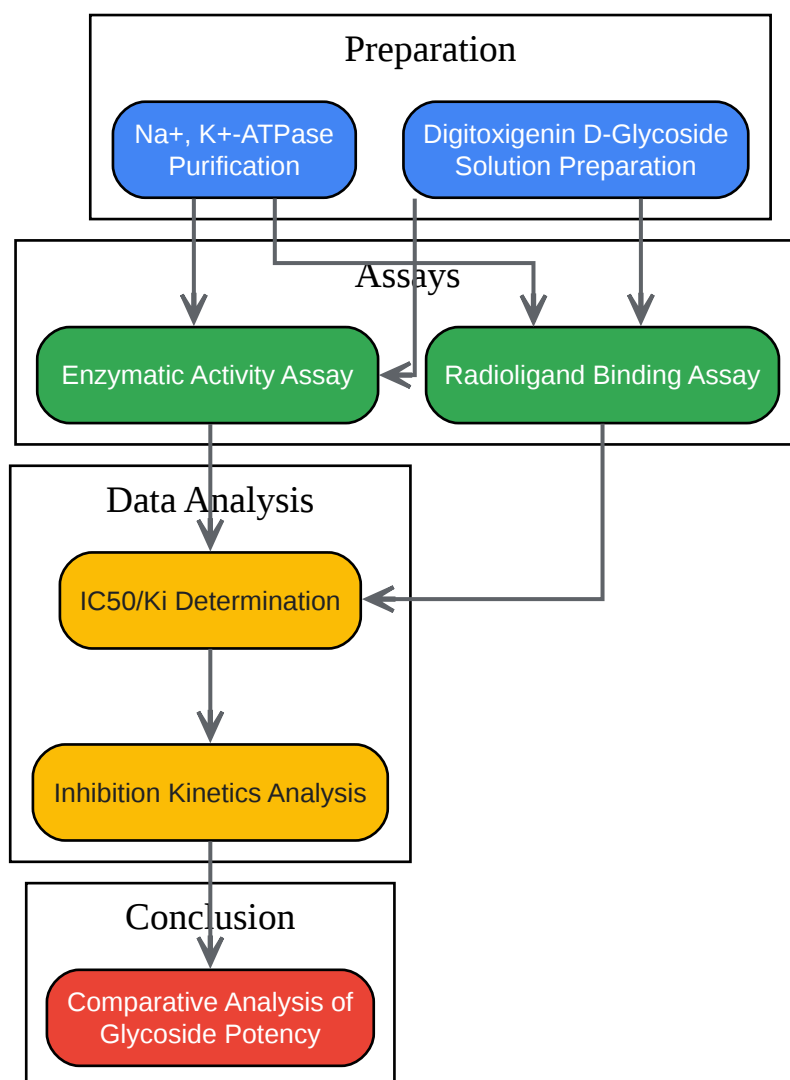 Preparation
Na+, K+-ATPase
Purification
Digitoxigenin D-Glycoside
Solution Preparation
Assays
Enzymatic Activity Assay
Radioligand Binding Assay
Data Analysis
IC50/Ki Determination
Inhibition Kinetics Analysis
Conclusion
Comparative Analysis of
Glycoside Potency